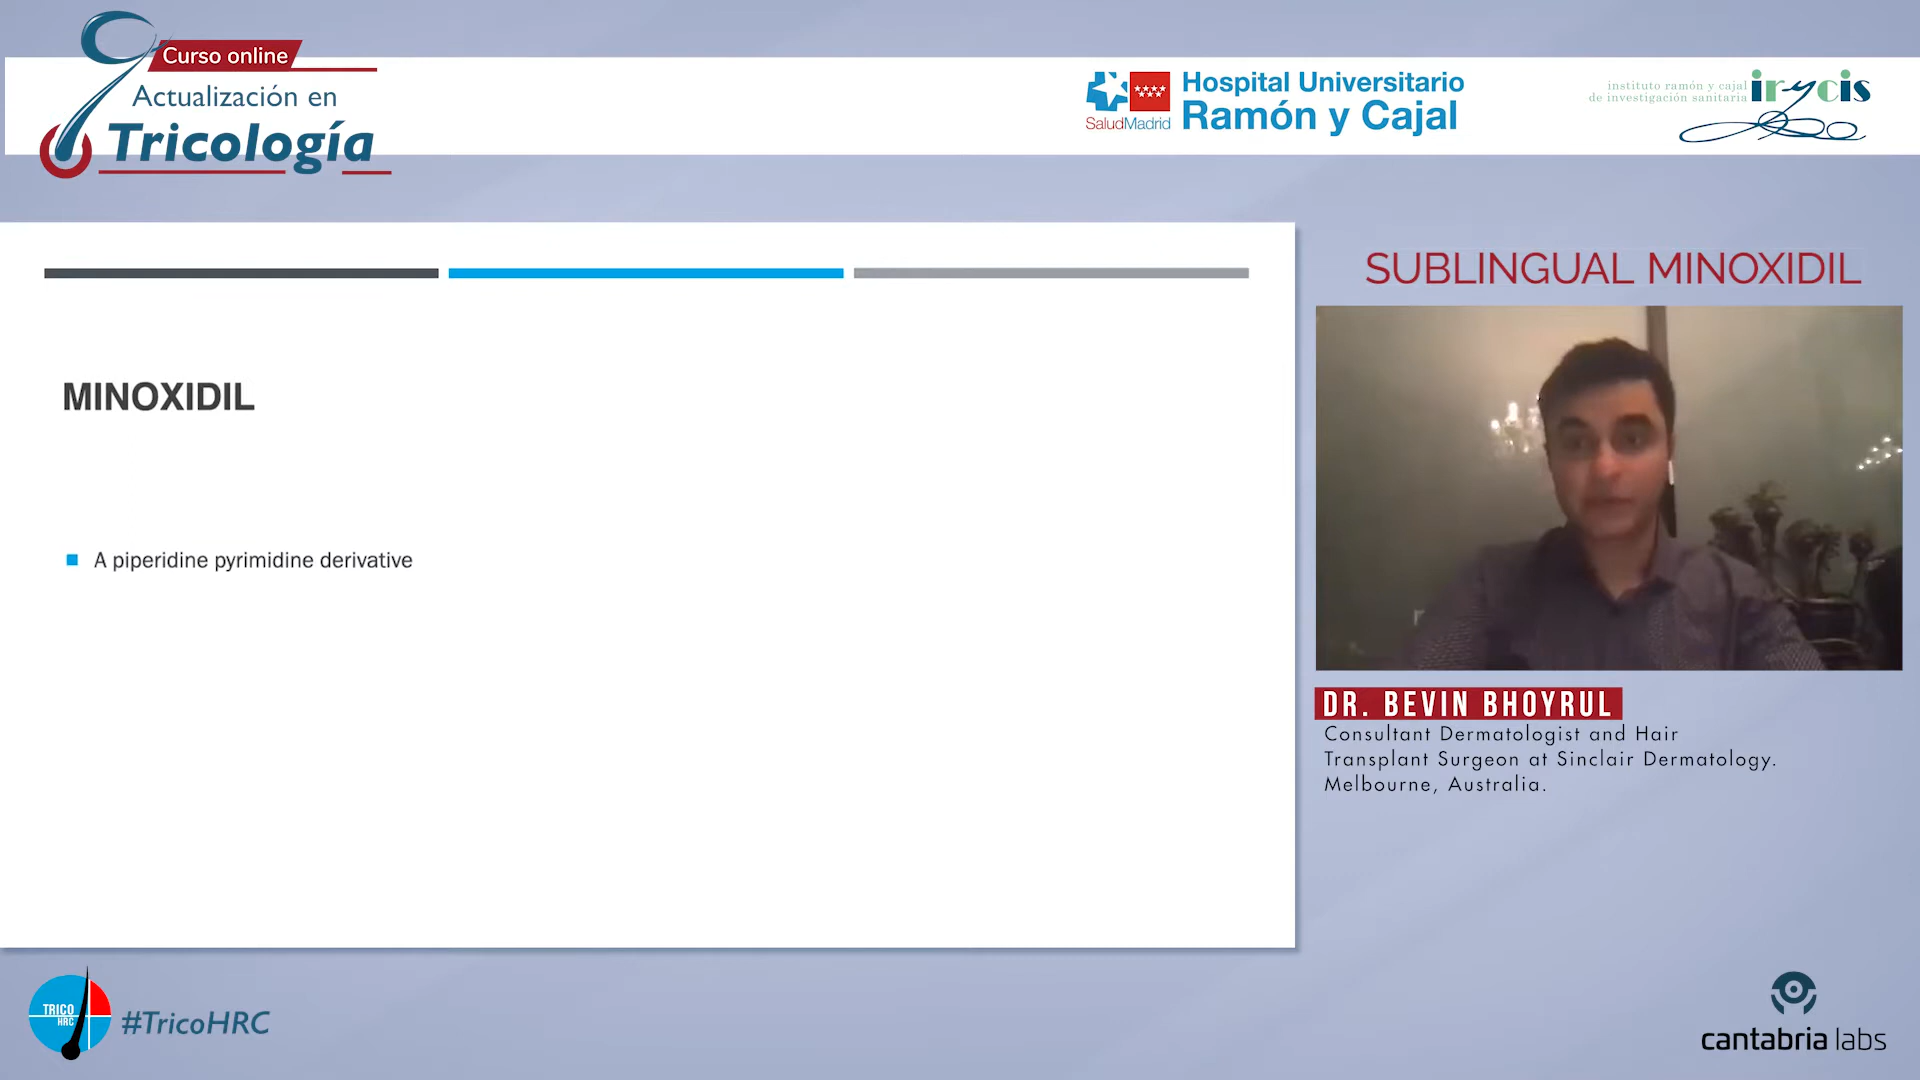 Curso online
Actualización en
Tricología
SaludMadrid
Hospital Universitario
Ramón y Cajal
instituto ramón y cajal
de investigación sanitaria
irycis
MINOXIDIL
A piperidine pyrimidine derivative
SUBLINGUAL MINOXIDIL
DR. BEVIN BHOYRUL
Consultant Dermatologist and Hair
Transplant Surgeon at Sinclair Dermatology.
Melbourne, Australia.
TRICO
HRC
#TricoHRC
cantabria labs